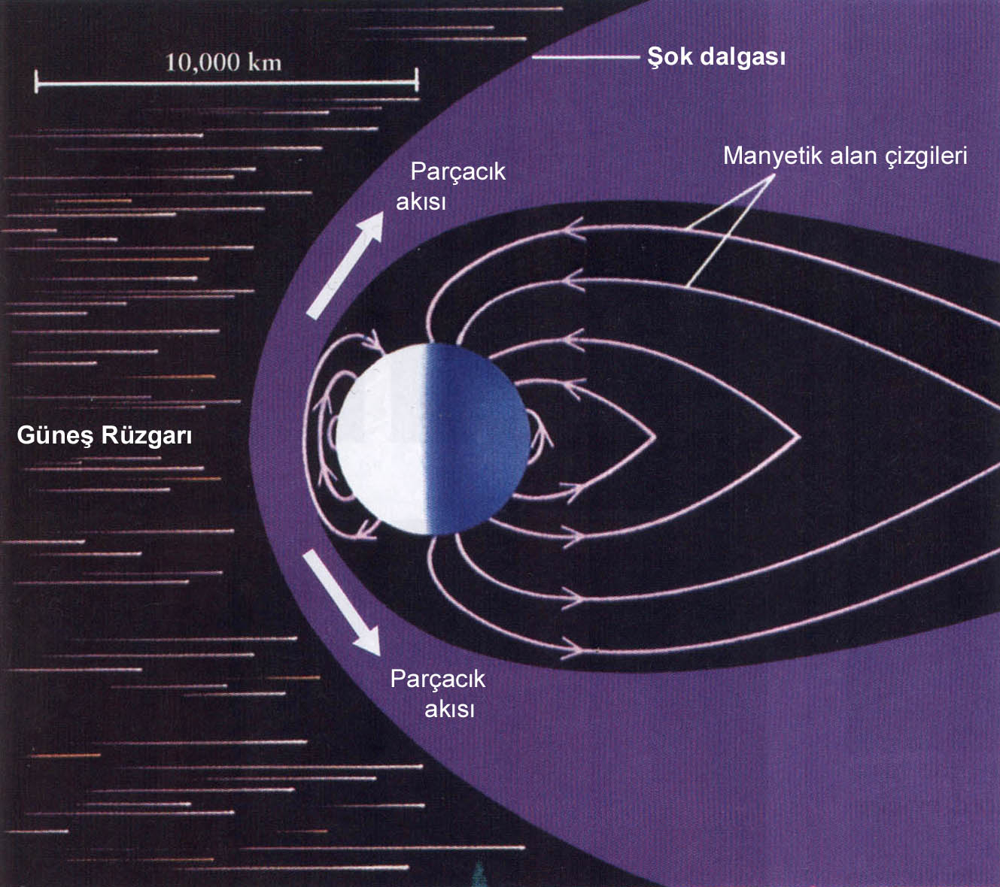 10,000 km
Şok dalgası
Manyetik alan çizgileri
Parçacık
akısı
Güneş Rüzgarı
Parçacık
akısı